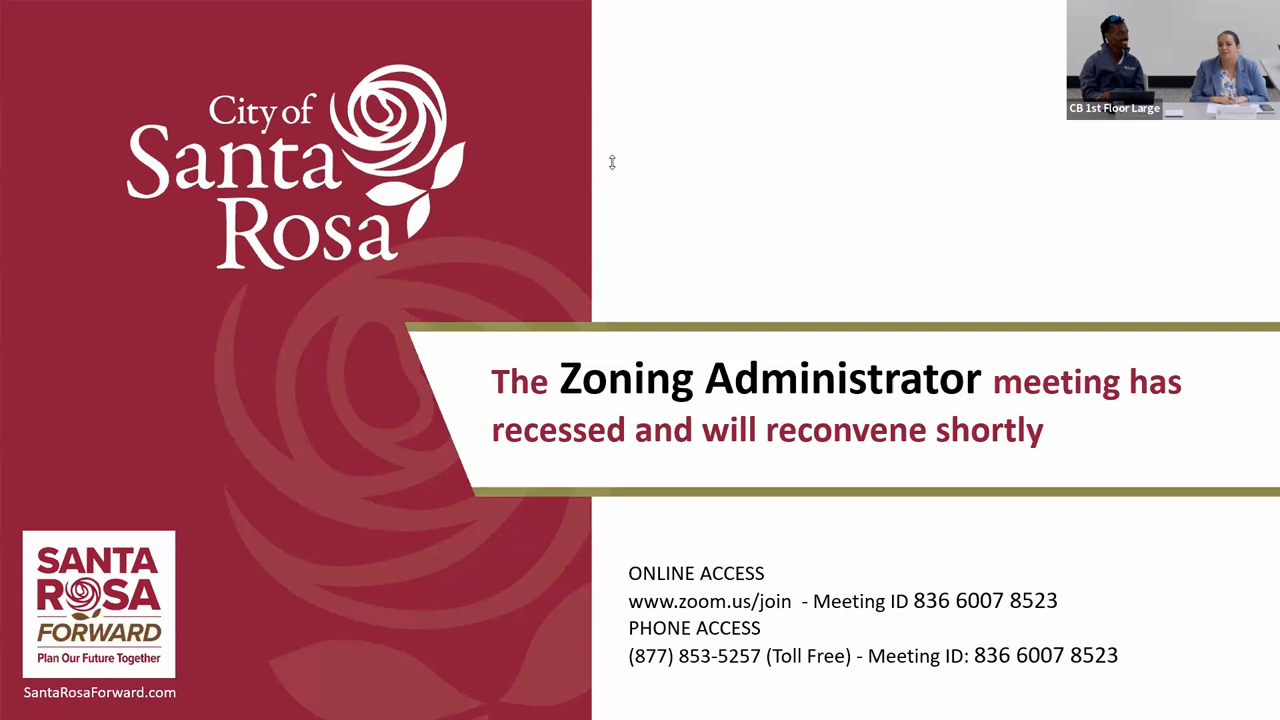 City of
Santa
Rosa
CB 1st Floor Large
The Zoning Administrator meeting has
recessed and will reconvene shortly
SANTA
ROSA
FORWARD
Plan Our Future Together
SantaRosaForward.com
ONLINE ACCESS
www.zoom.us/join - Meeting ID 836 6007 8523
PHONE ACCESS
(877) 853-5257 (Toll Free) - Meeting ID: 836 6007 8523